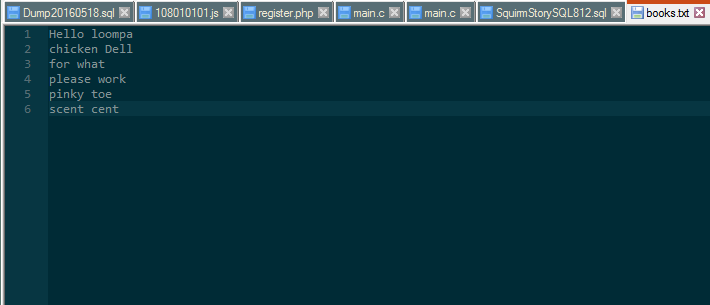 Dump20160518.sql 108010101.js register.php main.c main.c SquirmStorySQL812.sql books.txt
1 Hello loompa
2 chicken Dell
3 for what
4 please work
5 pinky toe
6 scent cent